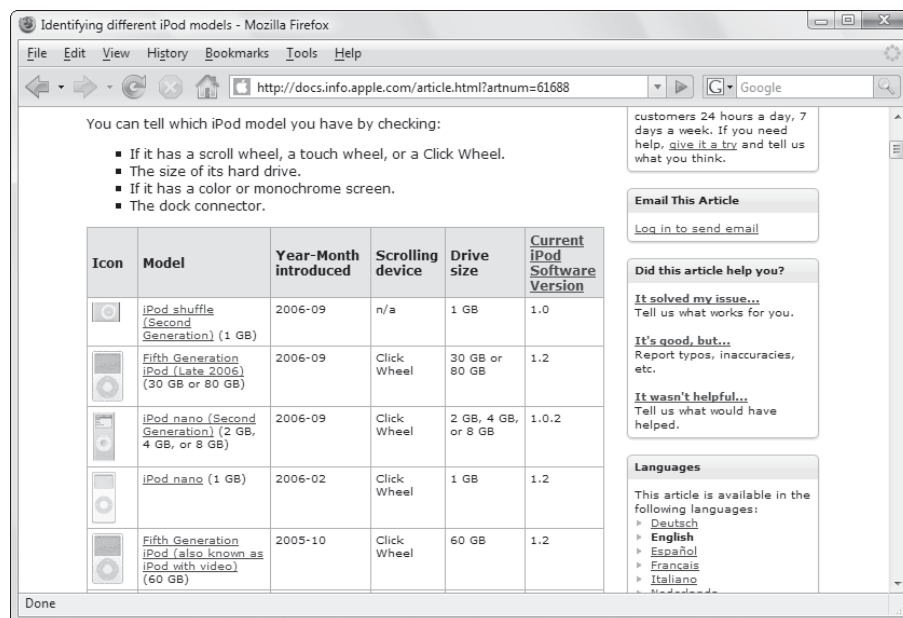 Identifying different iPod models - Mozilla Firefox
File Edit View History Bookmarks Tools Help
http://docs.info.apple.com/article.html?artnum=61688
G Google
You can tell which iPod model you have by checking:
If it has a scroll wheel, a touch wheel, or a Click Wheel.
The size of its hard drive.
If it has a color or monochrome screen.
The dock connector.
Icon
Model
Year-Month
introduced
Scrolling
device
Drive
size
Current
iPod
Software
Version
iPod shuffle
(Second
Generation) (1 GB)
2006-09
n/a
1 GB
1.0
Fifth Generation
iPod (Late 2006)
(30 GB or 80 GB)
2006-09
Click
Wheel
30 GB or
80 GB
1.2
iPod nano (Second
Generation) (2 GB,
4 GB, or 8 GB)
2006-09
Click
Wheel
2 GB, 4 GB,
or 8 GB
1.0.2
iPod nano (1 GB)
2006-02
Click
Wheel
1 GB
1.2
Fifth Generation
iPod (also known as
iPod with video)
(60 GB)
2005-10
Click
Wheel
60 GB
1.2
customers 24 hours a day, 7
days a week. If you need
help, give it a try and tell us
what you think.
Email This Article
Log in to send email
Did this article help you?
It solved my issue...
Tell us what works for you.
It's good, but...
Report typos, inaccuracies,
etc.
It wasn't helpful...
Tell us what would have
helped.
Languages
This article is available in the
following languages:
Deutsch
English
Español
Français
Italiano
Nederlands
Done